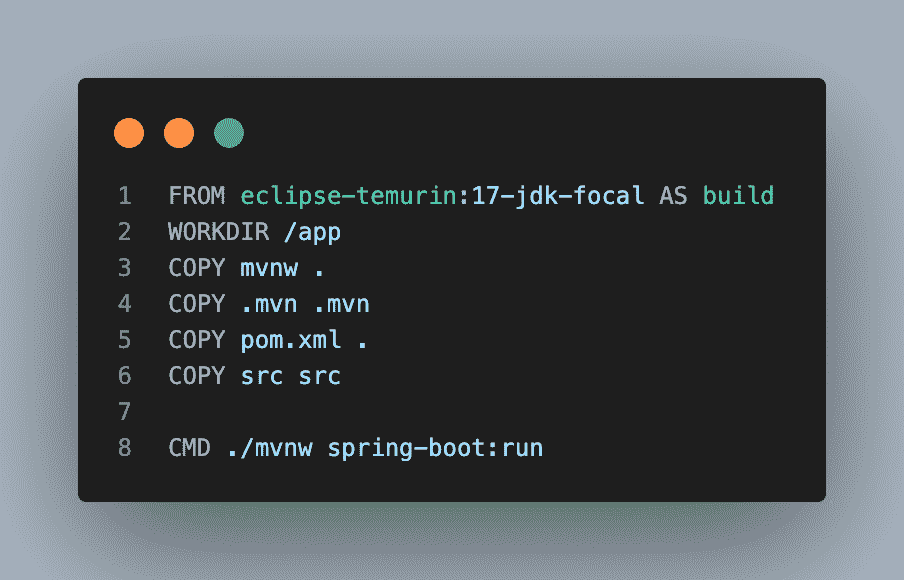 1 FROM eclipse-temurin:17-jdk-focal AS build
2 WORKDIR /app
3 COPY mvnw .
4 COPY .mvn .mvn
5 COPY pom.xml .
6 COPY src src
7
8 CMD ./mvnw spring-boot:run